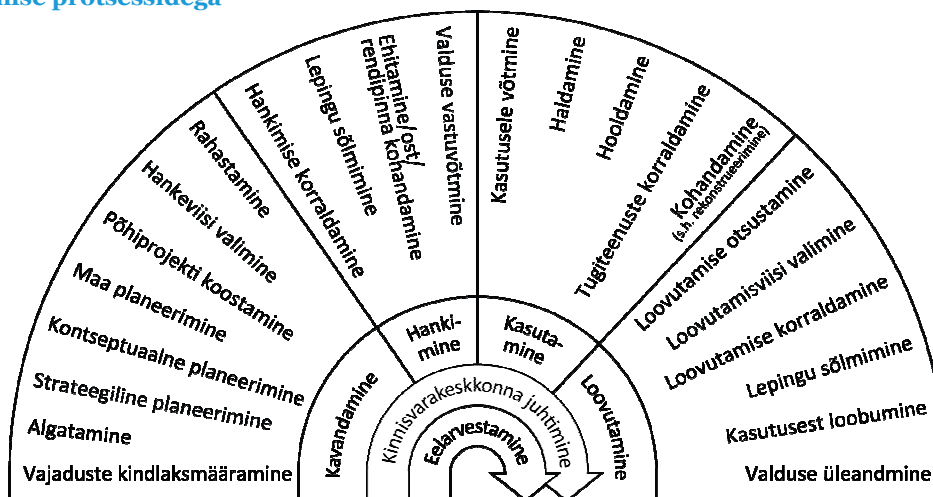 Vajaduste kindlaksmääramine
Algatamine
Strateegiline planeerimine
Kontseptuaalne planeerimine
Maa planeerimine
Põhiprojekti koostamine
Hankeviisi valimine
Rahastamine
Hankimise korraldamine
Lepingu sõlmimine
Ehitamine/ost/
rendipinna kohandamine
Valduse vastuvõtmine
Kasutusele võtmine
Haldamine
Hooldamine
Tugiteenuste korraldamine
Kohandamine
(s.h. rekonstrueerimine)
Loovutamise otsustamine
Loovutamisviisi valimine
Loovutamise korraldamine
Lepingu sõlmimine
Kasutusest loobumine
Valduse üleandmine
Kavandamine
Hanki-
mine
Kasuta-
mine
Loovutamine
Kinnisvarakeskkonna juhtimine
Eelarvestamine